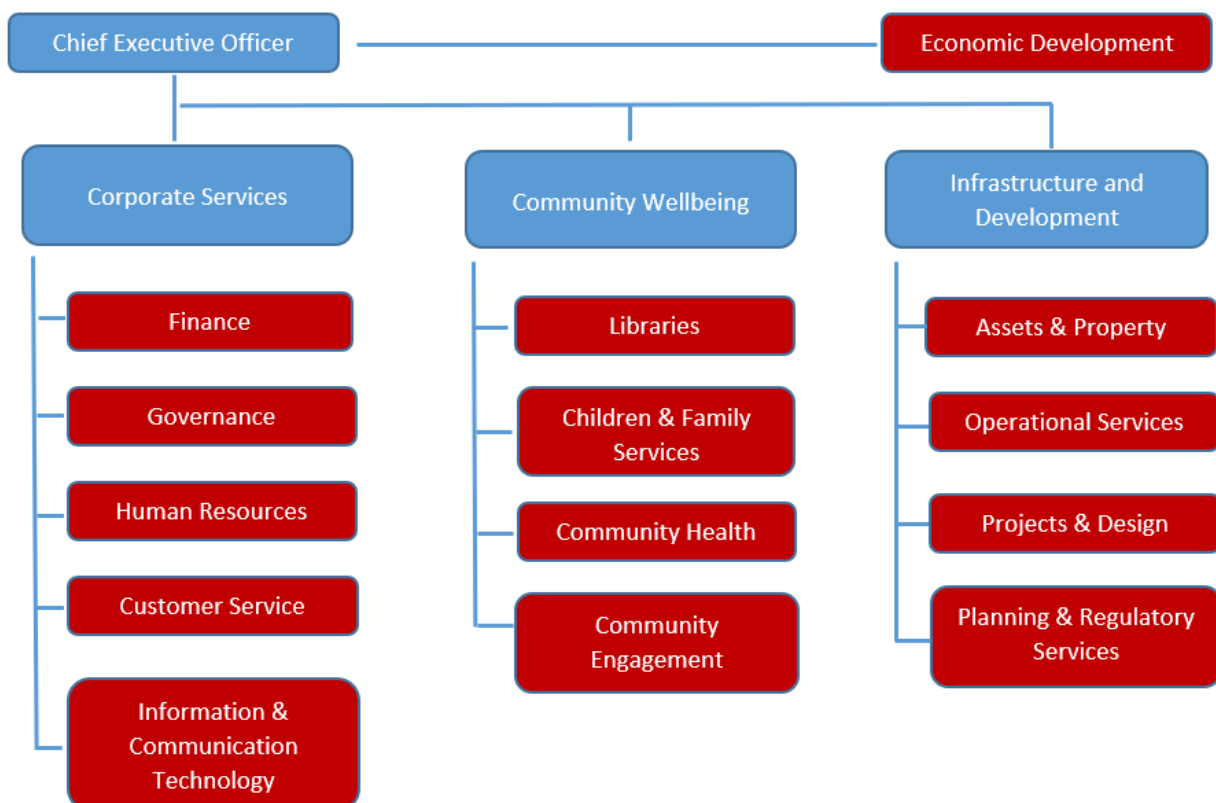 Chief Executive Officer
Economic Development
Corporate Services
Community Wellbeing
Infrastructure and
Development
Finance
Governance
Human Resources
Customer Service
Information &
Communication
Technology
Libraries
Children & Family
Services
Community Health
Community
Engagement
Assets & Property
Operational Services
Projects & Design
Planning & Regulatory
Services